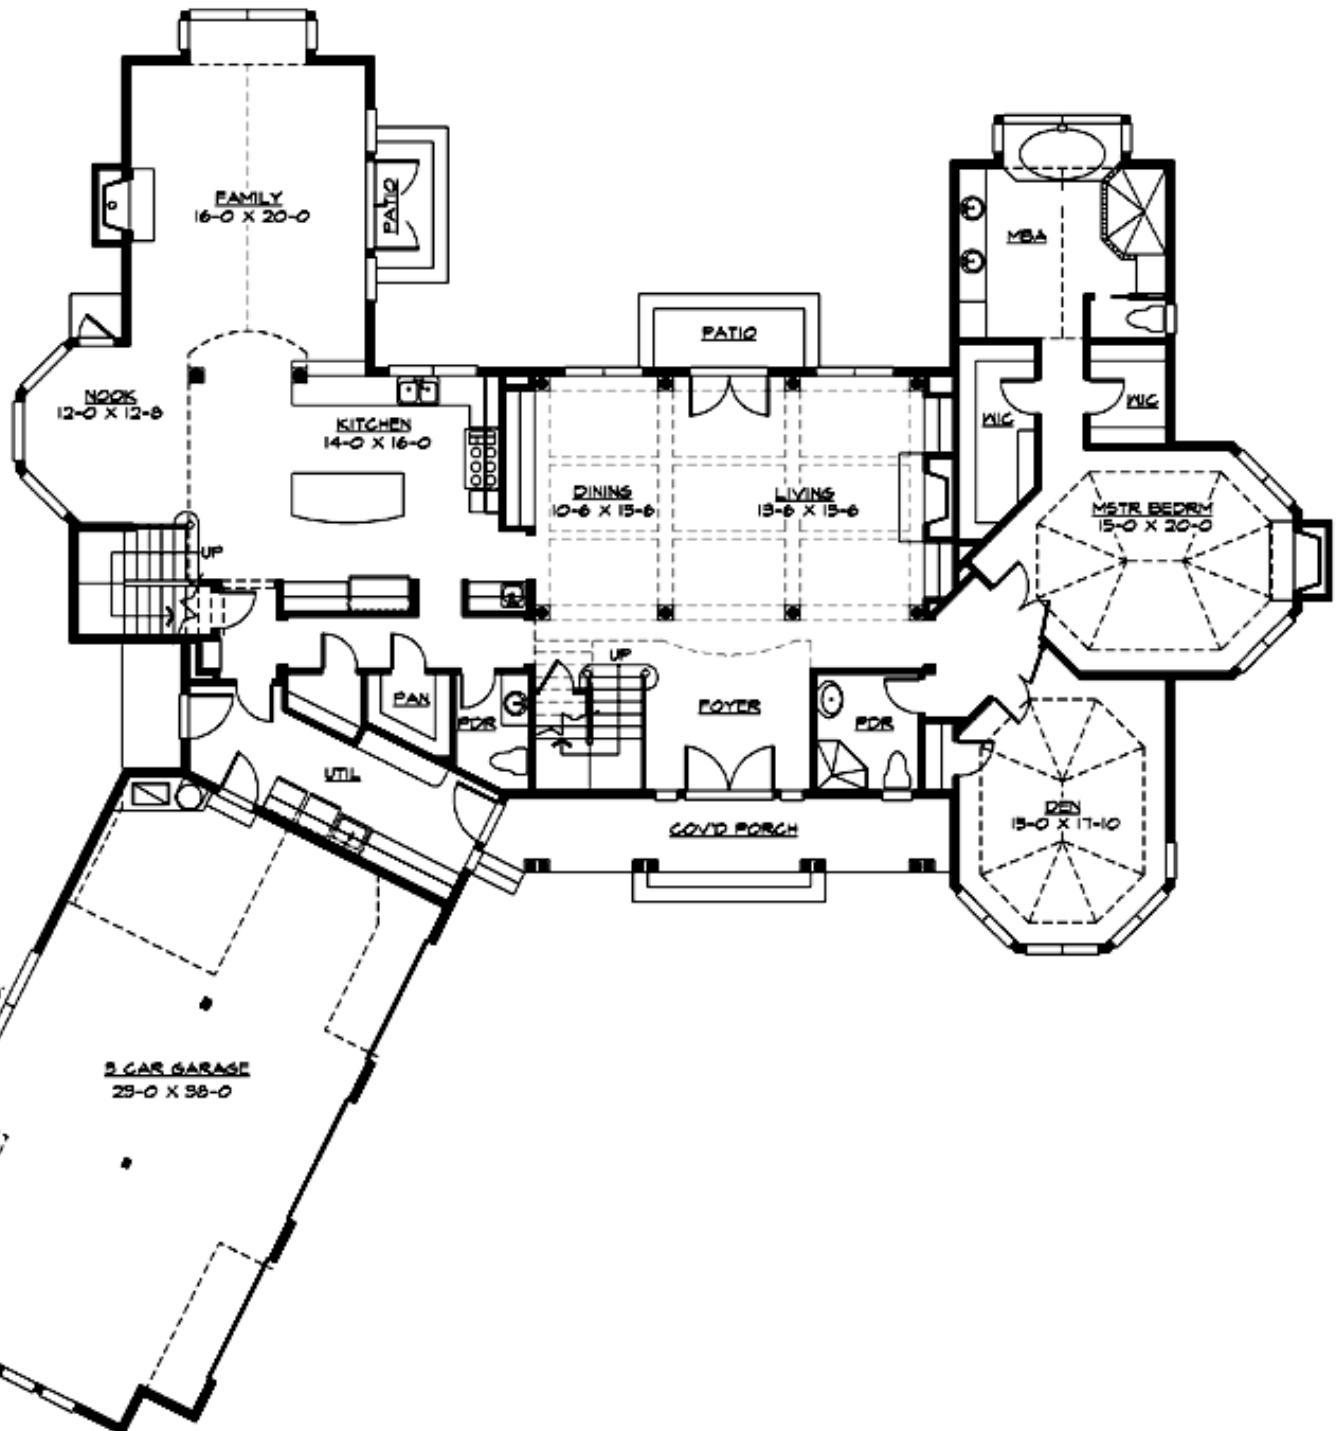 FAMILY
16-0 X 20-0
PATIO
MBA
PATIO
NOOK
12-0 X 12-8
KITCHEN
14-0 X 16-0
WIC
WIC
DINING
10-6 X 15-6
LIVING
13-6 X 15-6
MSTR BEDRM
15-0 X 20-0
UP
UP
PAN
PDR
FOYER
PDR
UTIL
COV'D PORCH
DEN
13-0 X 17-10
3 CAR GARAGE
23-0 X 38-0